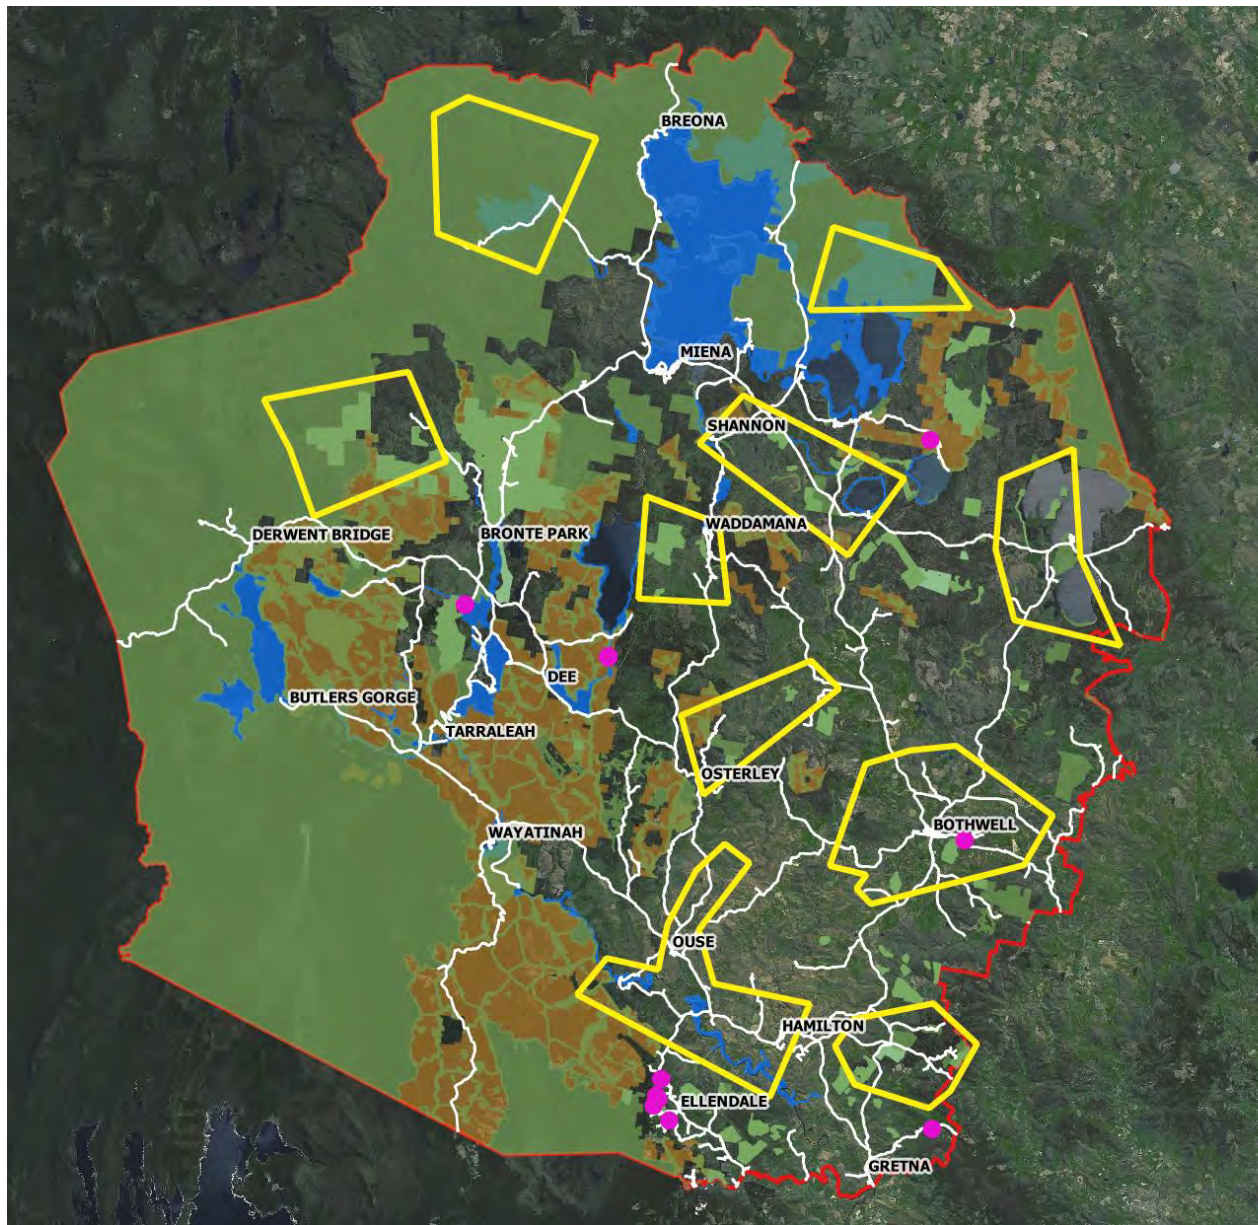 BREONA
MIENA
SHANNON
WADDAMANA
DERWENT BRIDGE
BRONTE PARK
DEE
BUTLERS GORGE
TARRALEAH
OSTERLEY
BOTHWELL
WAYATINAH
OUSE
HAMILTON
ELLENDALE
GRETNA